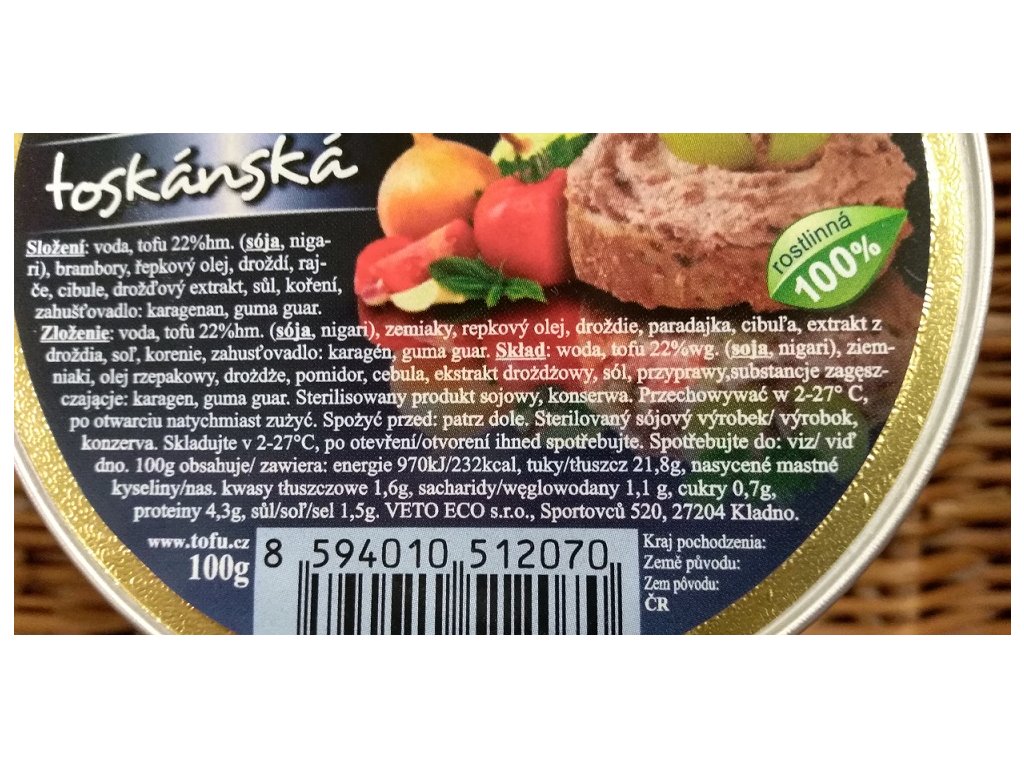 toskánská
rostlinná
100%
Složení: voda, tofu 22%hm. (sója, niga-
ri), brambory, řepkový olej, droždí, raj-
če, cibule, drožďový extrakt, sůl, koření,
zahušťovadlo: karagenan, guma guar.
Zloženie: voda, tofu 22%hm. (sója, nigari), zemiaky, repkový olej, droždie, paradajka, cibuľa, extrakt z
droždia, soľ, korenie, zahusťovadlo: karagén, guma guar. Skład: woda, tofu 22%wg. (soja, nigari), ziem-
niaki, olej rzepakowy, drożdże, pomidor, cebula, ekstrakt drożdżowy, sól, przyprawy,substancje zagęsz-
czające: karagen, guma guar. Sterilisowany produkt sojowy, konserwa. Przechowywać w 2-27° C,
po otwarciu natychmiast zużyć. Spożyć przed: patrz dole. Sterilovaný sójový výrobek/ výrobok,
konzerva. Skladujte v 2-27°C, po otevření/otvorení ihned spotřebujte. Spotřebujte do: viz/ viď
dno. 100g obsahuje/ zawiera: energie 970kJ/232kcal, tuky/tłuszcz 21,8g, nasycené mastné
kyseliny/nas. kwasy tłuszczowe 1,6g, sacharidy/węglowodany 1,1 g, cukry 0,7g,
proteiny 4,3g, sůl/soľ/sel 1,5g. VETO ECO s.r.o., Sportovců 520, 27204 Kladno.
www.tofu.cz
100g
8 594010 512070
Kraj pochodzenia:
Země původu:
Zem pôvodu:
ČR